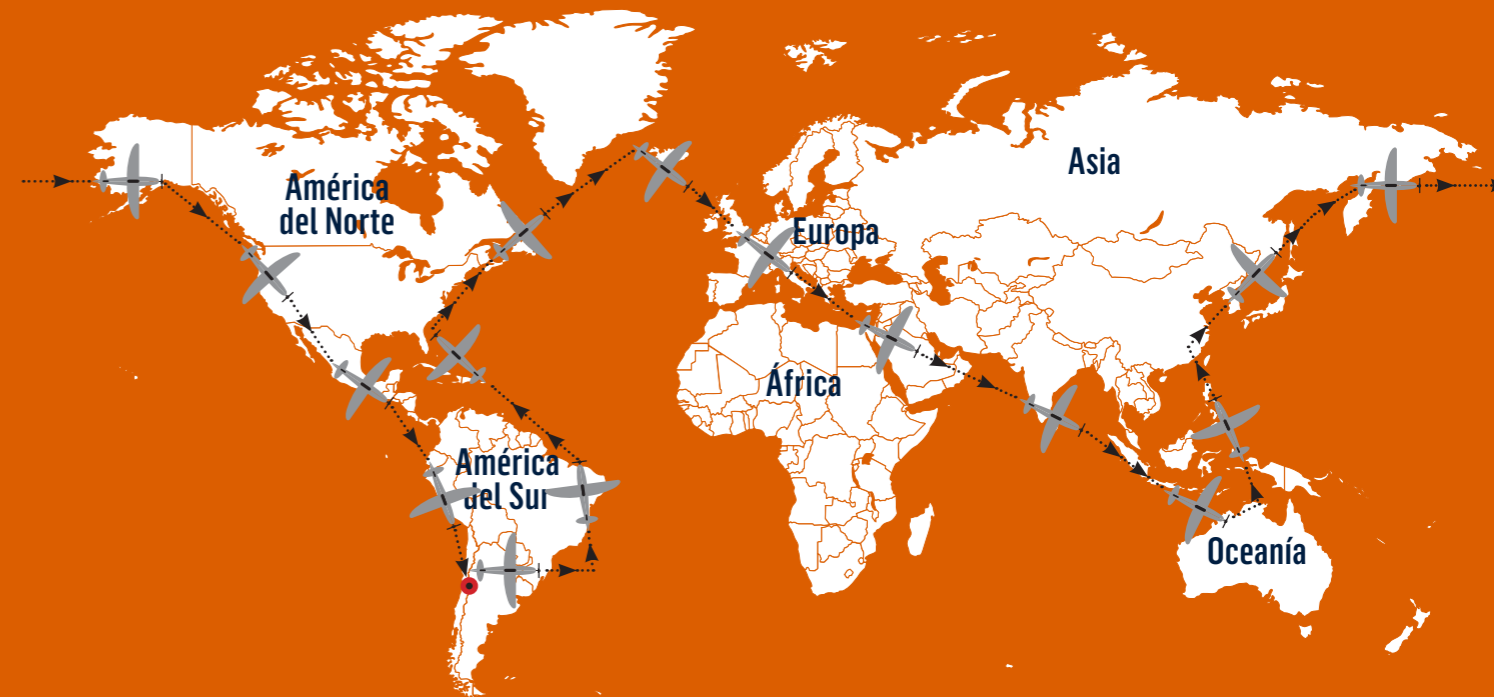 América
del Norte
Asia
Europa
África
América
del Sur
Oceanía